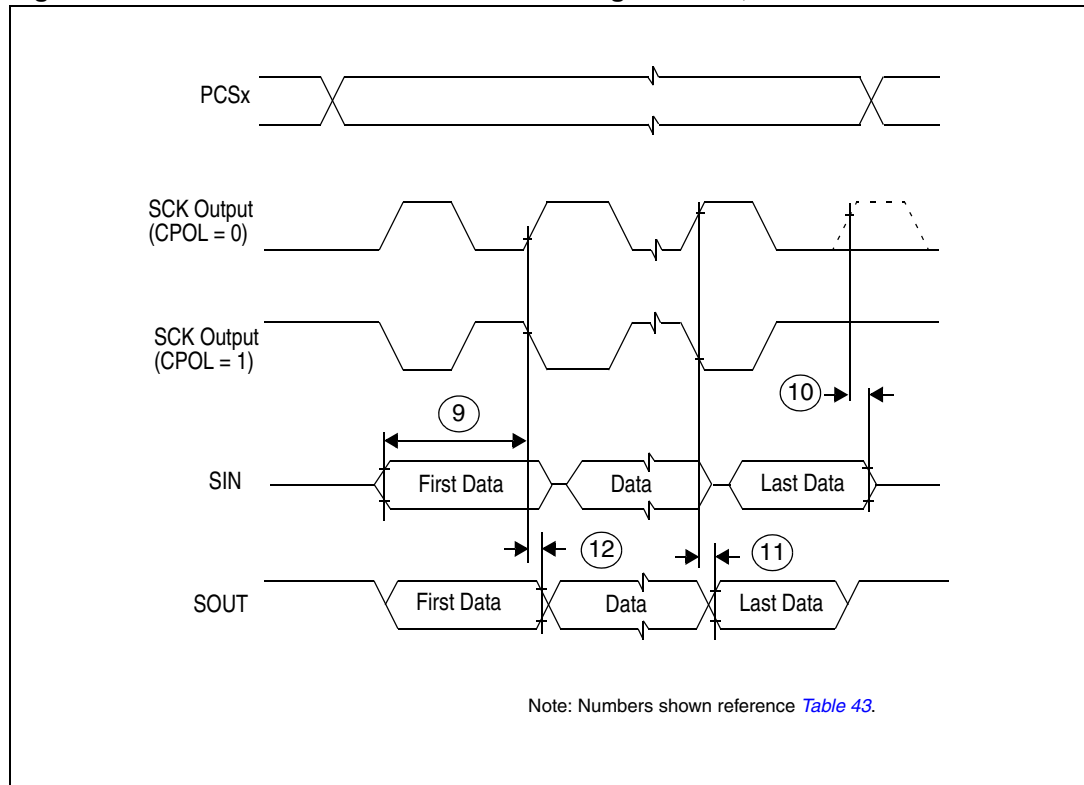 PCSx
SCK Output
(CPOL = 0)
SCK Output
(CPOL = 1)
10
9
SIN
First Data
Data
Last Data
12
11
SOUT
First Data
Data
Last Data
Note: Numbers shown reference Table 43.